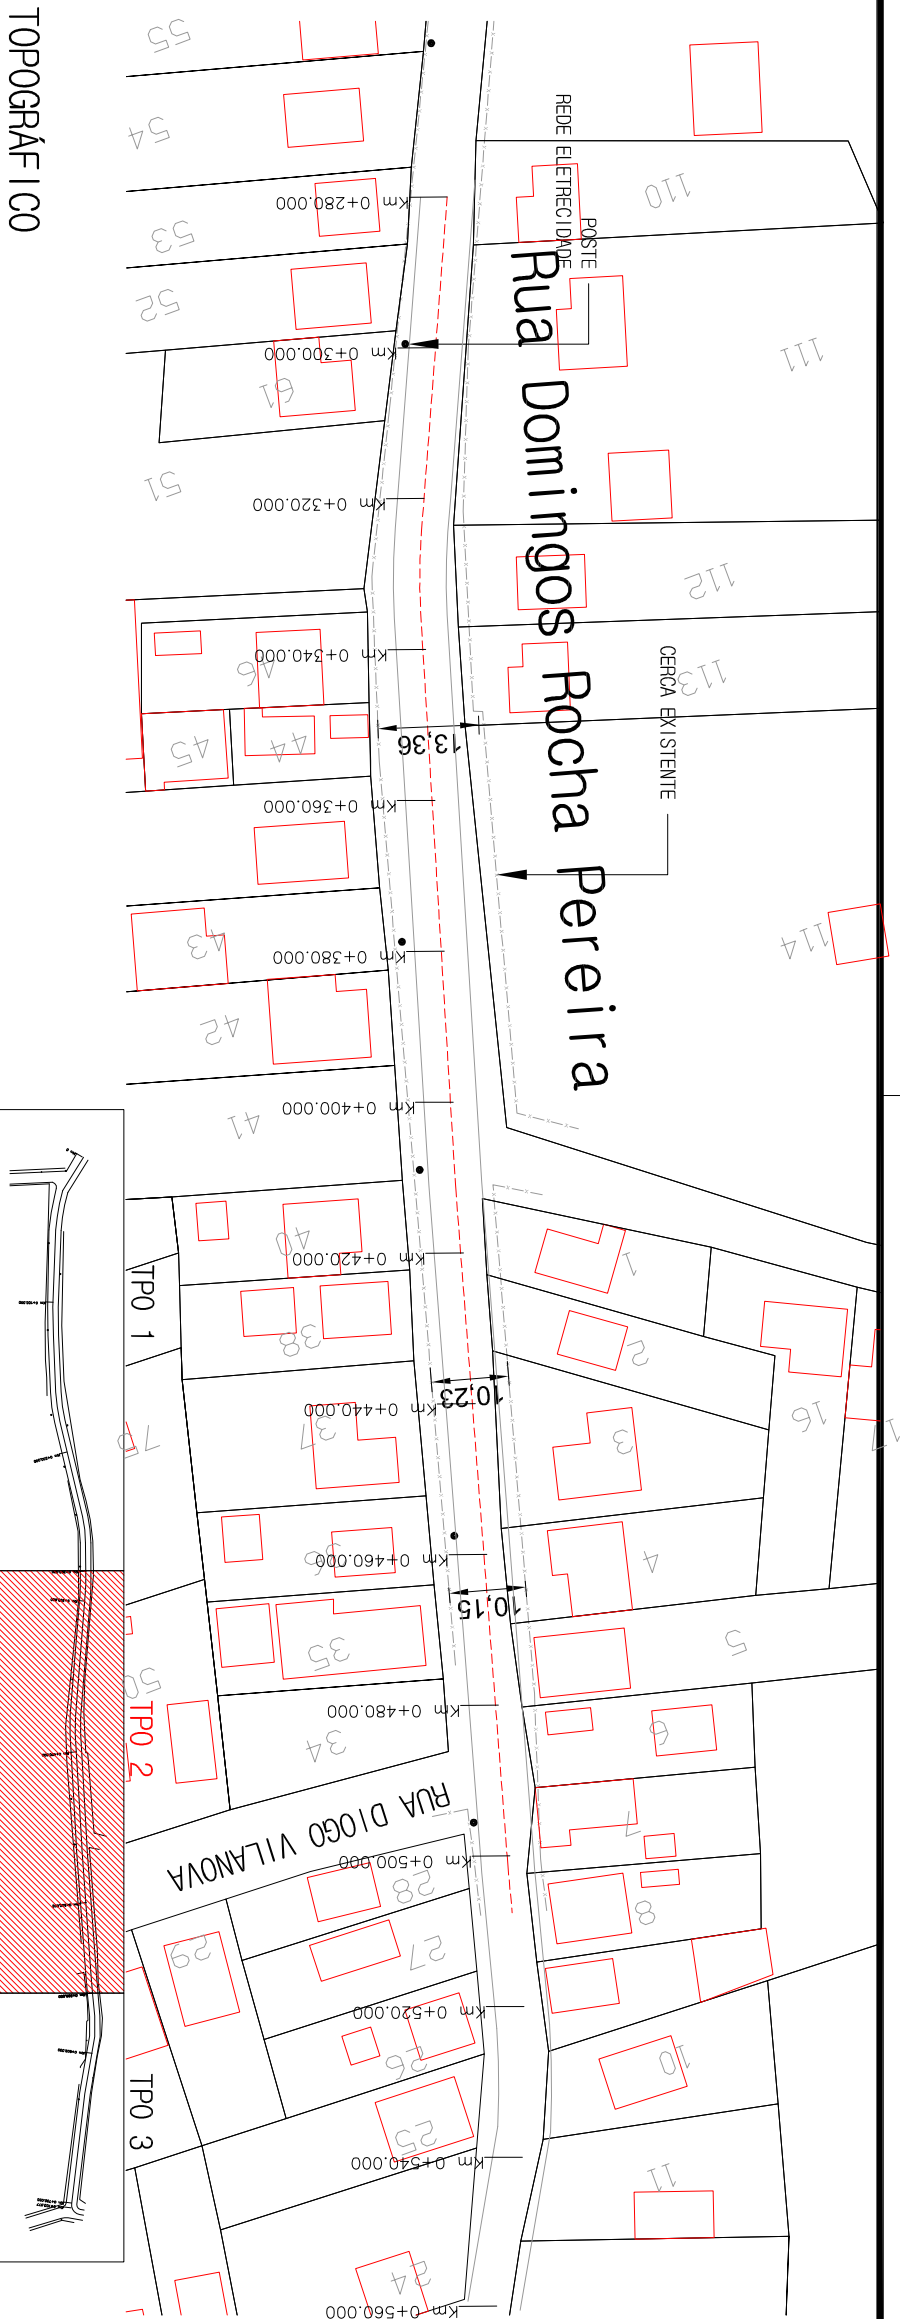 TOPOGRÁFICO
REDE ELETRECIDADE
POSTE
Rua Domingos Rocha Pereira
CERCA EXISTENTE
RUA DIOGO VILANOVA
Km 0+280.000
Km 0+300.000
Km 0+320.000
Km 0+340.000
Km 0+360.000
Km 0+380.000
Km 0+400.000
Km 0+420.000
Km 0+440.000
Km 0+460.000
Km 0+480.000
Km 0+500.000
Km 0+520.000
Km 0+540.000
Km 0+560.000
13,36
10,23
10,15
55
54
53
52
61
51
46
45
44
43
42
41
40
38
37
36
35
34
50
29
28
27
26
25
24
110
111
112
113
114
1
2
3
4
5
6
7
8
10
11
16
17
TPO 1
TPO 2
TPO 3